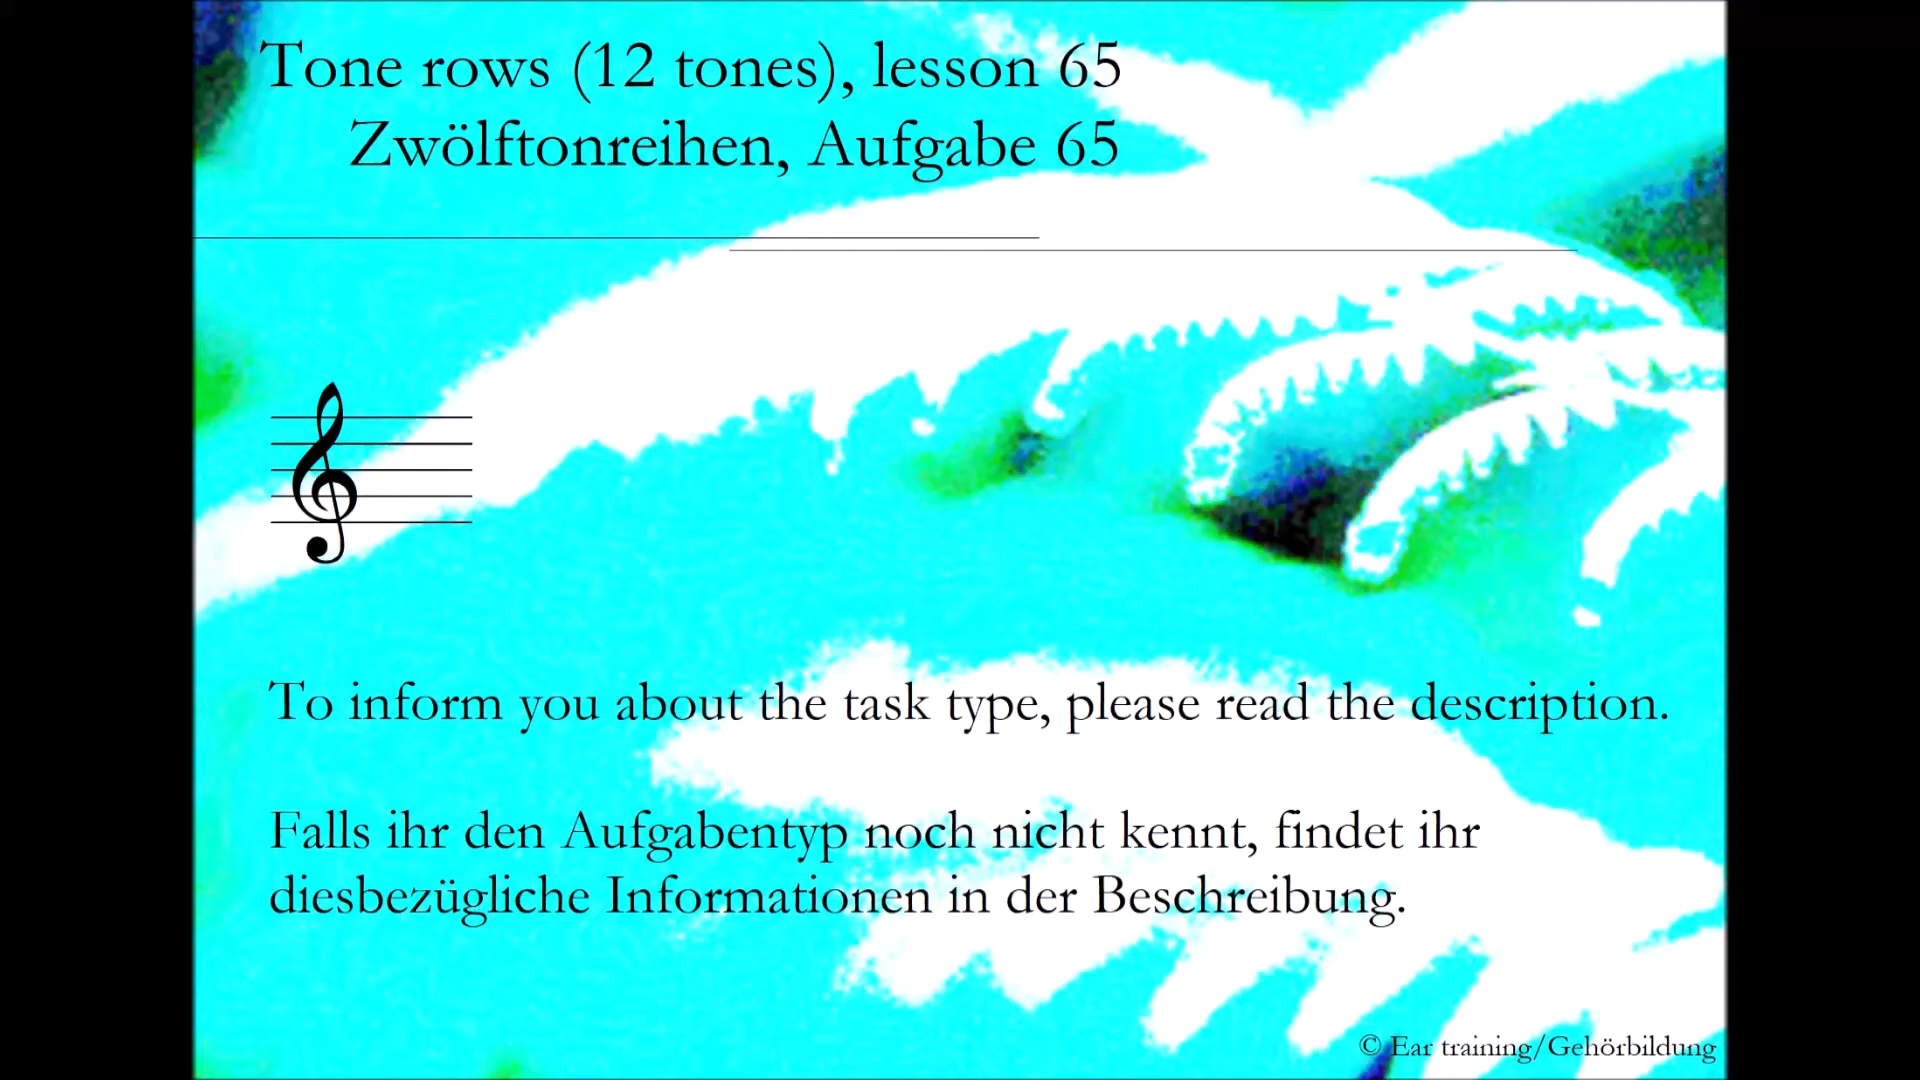 Tone rows (12 tones), lesson 65
Zwölftonreihen, Aufgabe 65
To inform you about the task type, please read the description.
Falls ihr den Aufgabentyp noch nicht kennt, findet ihr
diesbezügliche Informationen in der Beschreibung.
© Ear training/Gehörbildung